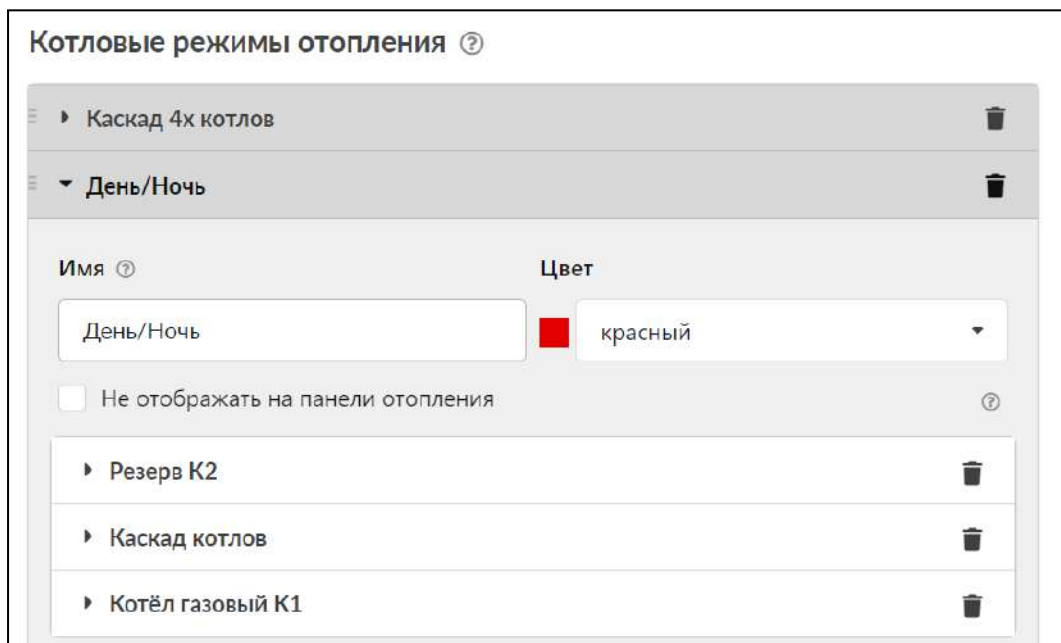 Котловые режимы отопления ?
Каскад 4х котлов
День/Ночь
Имя ? Цвет
День/Ночь красный
Не отображать на панели отопления ?
Резерв К2
Каскад котлов
Котёл газовый К1